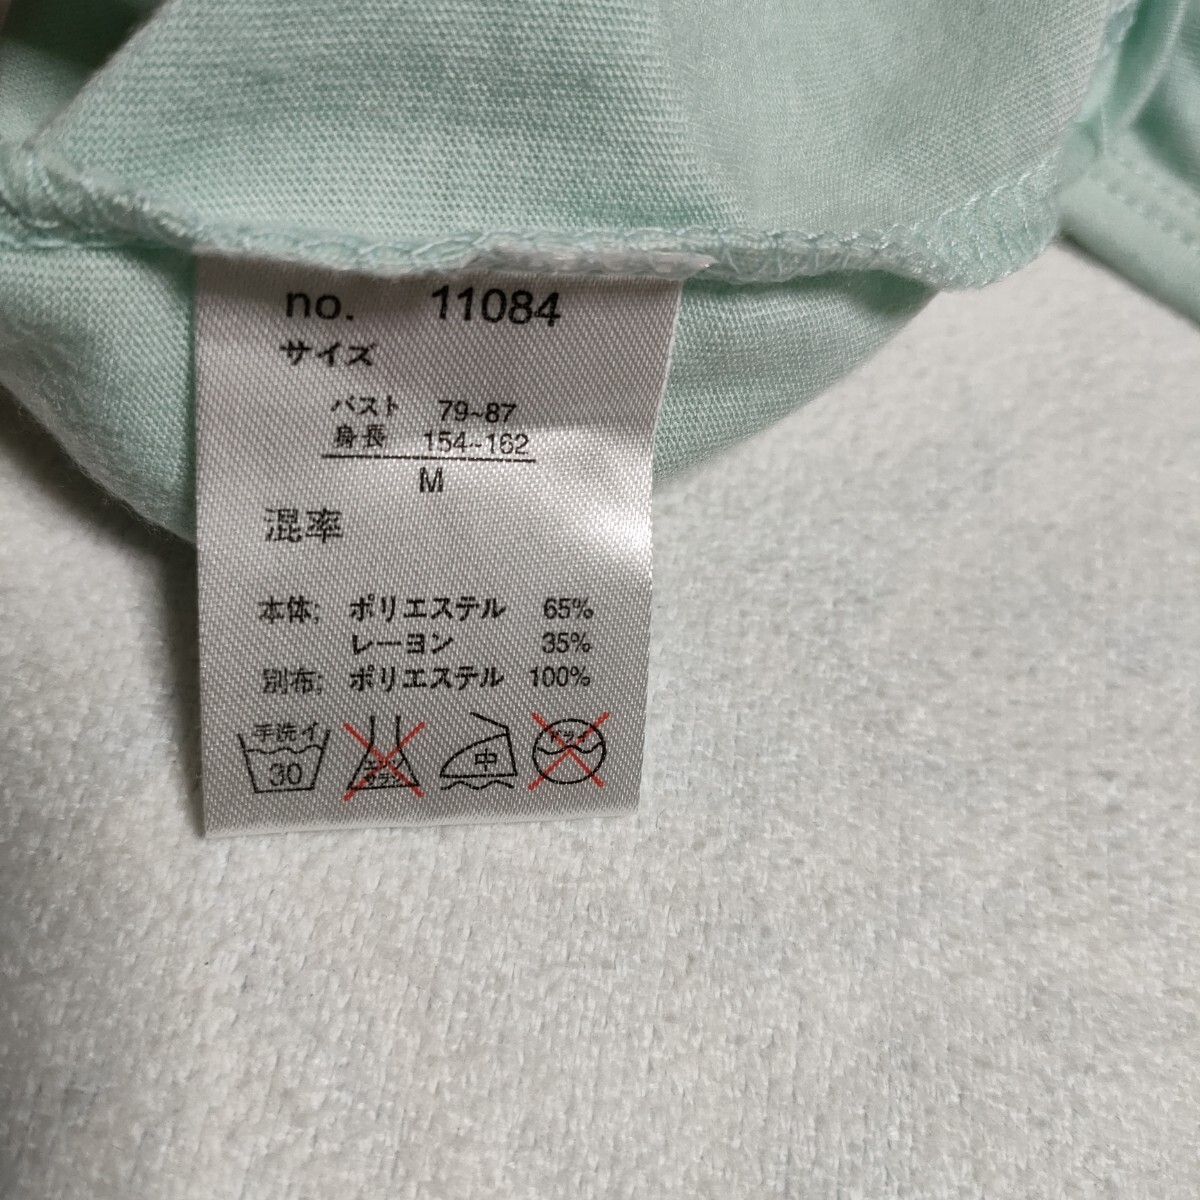 no. 11084
サイズ
バスト 79~87
身長 154~162
M
混率
本体; ポリエステル 65%
レーヨン 35%
別布; ポリエステル 100%
手洗イ
30
中